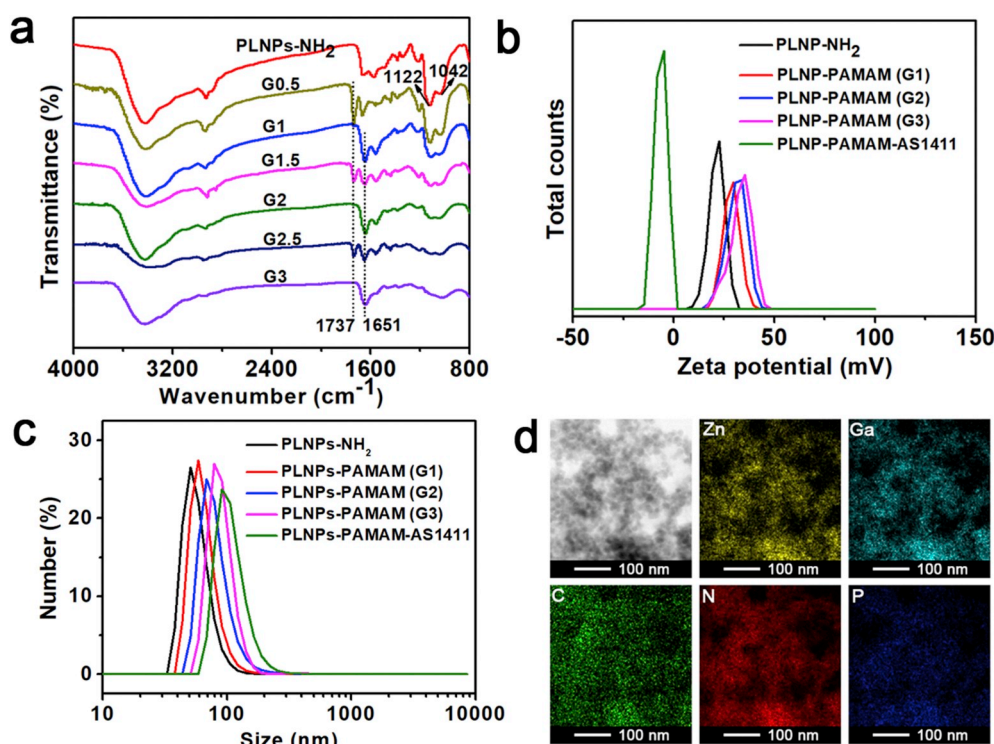 a
Transmittance (%)
PLNPs-NH2
1122
1042
G0.5
G1
G1.5
G2
G2.5
G3
1737
1651
4000 3200 2400 1600 800
Wavenumber (cm-1)
b
Total counts
PLNP-NH2
PLNP-PAMAM (G1)
PLNP-PAMAM (G2)
PLNP-PAMAM (G3)
PLNP-PAMAM-AS1411
-50 0 50 100 150
Zeta potential (mV)
c
Number (%)
30
20
10
0
PLNPs-NH2
PLNPs-PAMAM (G1)
PLNPs-PAMAM (G2)
PLNPs-PAMAM (G3)
PLNPs-PAMAM-AS1411
10 100 1000 10000
Size (nm)
d
Zn
Ga
100 nm
100 nm
100 nm
C
N
P
100 nm
100 nm
100 nm